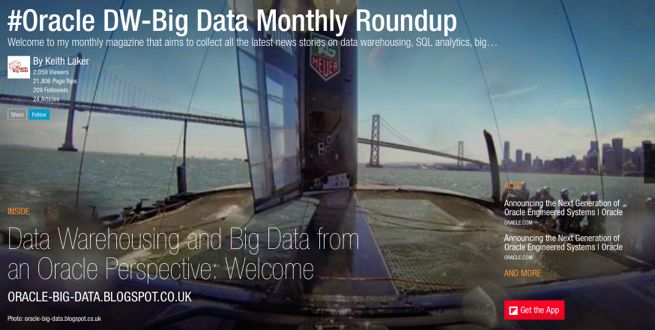 #Oracle DW-Big Data Monthly Roundup
Welcome to my monthly magazine that aims to collect all the latest news stories on data warehousing, SQL analytics, big…
By Keith Laker
2,059 Viewers
21,808 Page flips
209 Followers
24 Articles
Share Follow
TAG
HEUER
INSIDE
Data Warehousing and Big Data from
an Oracle Perspective: Welcome
ORACLE-BIG-DATA.BLOGSPOT.CO.UK
Photo: oracle-big-data.blogspot.co.uk
ALSO
Announcing the Next Generation of
Oracle Engineered Systems | Oracle
ORACLE.COM
Announcing the Next Generation of
Oracle Engineered Systems | Oracle
ORACLE.COM
AND MORE
Get the App